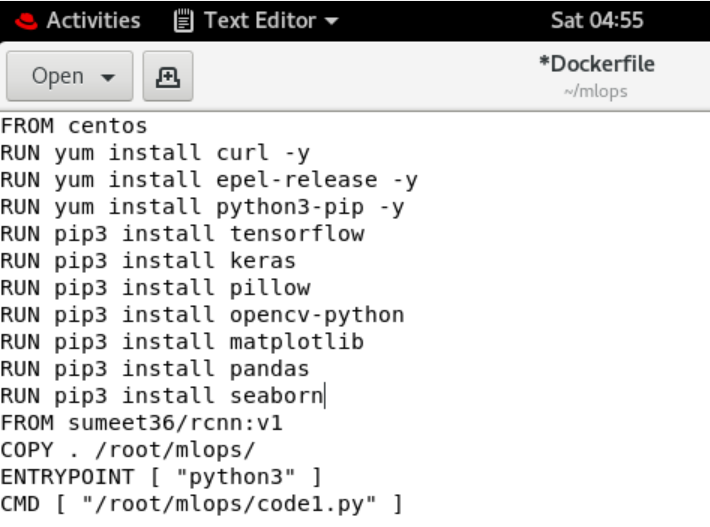 Activities Text Editor Sat 04:55
Open *Dockerfile
~/mlops
FROM centos
RUN yum install curl -y
RUN yum install epel-release -y
RUN yum install python3-pip -y
RUN pip3 install tensorflow
RUN pip3 install keras
RUN pip3 install pillow
RUN pip3 install opencv-python
RUN pip3 install matplotlib
RUN pip3 install pandas
RUN pip3 install seaborn
FROM sumeet36/rcnn:v1
COPY . /root/mlops/
ENTRYPOINT [ "python3" ]
CMD [ "/root/mlops/code1.py" ]